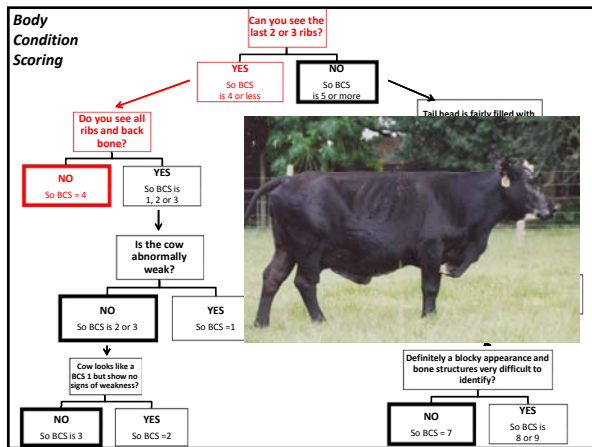 Body
Condition
Scoring
Can you see the
last 2 or 3 ribs?
YES
So BCS
is 4 or less
NO
So BCS
is 5 or more
Do you see all
ribs and back
bone?
Tail head is fairly filled with
NO
So BCS = 4
YES
So BCS is
1, 2 or 3
Is the cow
abnormally
weak?
NO
So BCS is 2 or 3
YES
So BCS =1
Cow looks like a
BCS 1 but show no
signs of weakness?
Definitely a blocky appearance and
bone structures very difficult to
identify?
NO
So BCS is 3
YES
So BCS =2
NO
So BCS = 7
YES
So BCS is
8 or 9